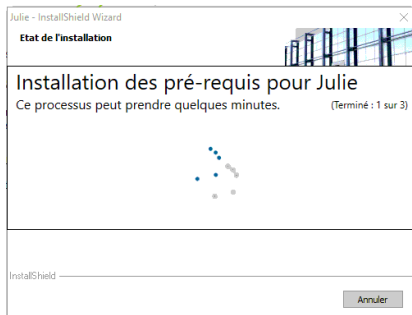 Julie - InstallShield Wizard
Etat de l'installation
Installation des pré-requis pour Julie
Ce processus peut prendre quelques minutes.
(Terminé : 1 sur 3)
InstallShield
Annuler